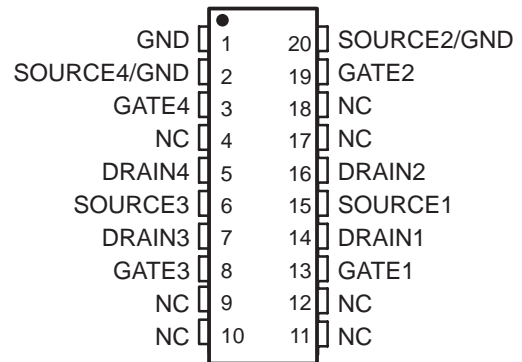 GND 1 20 SOURCE2/GND
SOURCE4/GND 2 19 GATE2
GATE4 3 18 NC
NC 4 17 NC
DRAIN4 5 16 DRAIN2
SOURCE3 6 15 SOURCE1
DRAIN3 7 14 DRAIN1
GATE3 8 13 GATE1
NC 9 12 NC
NC 10 11 NC